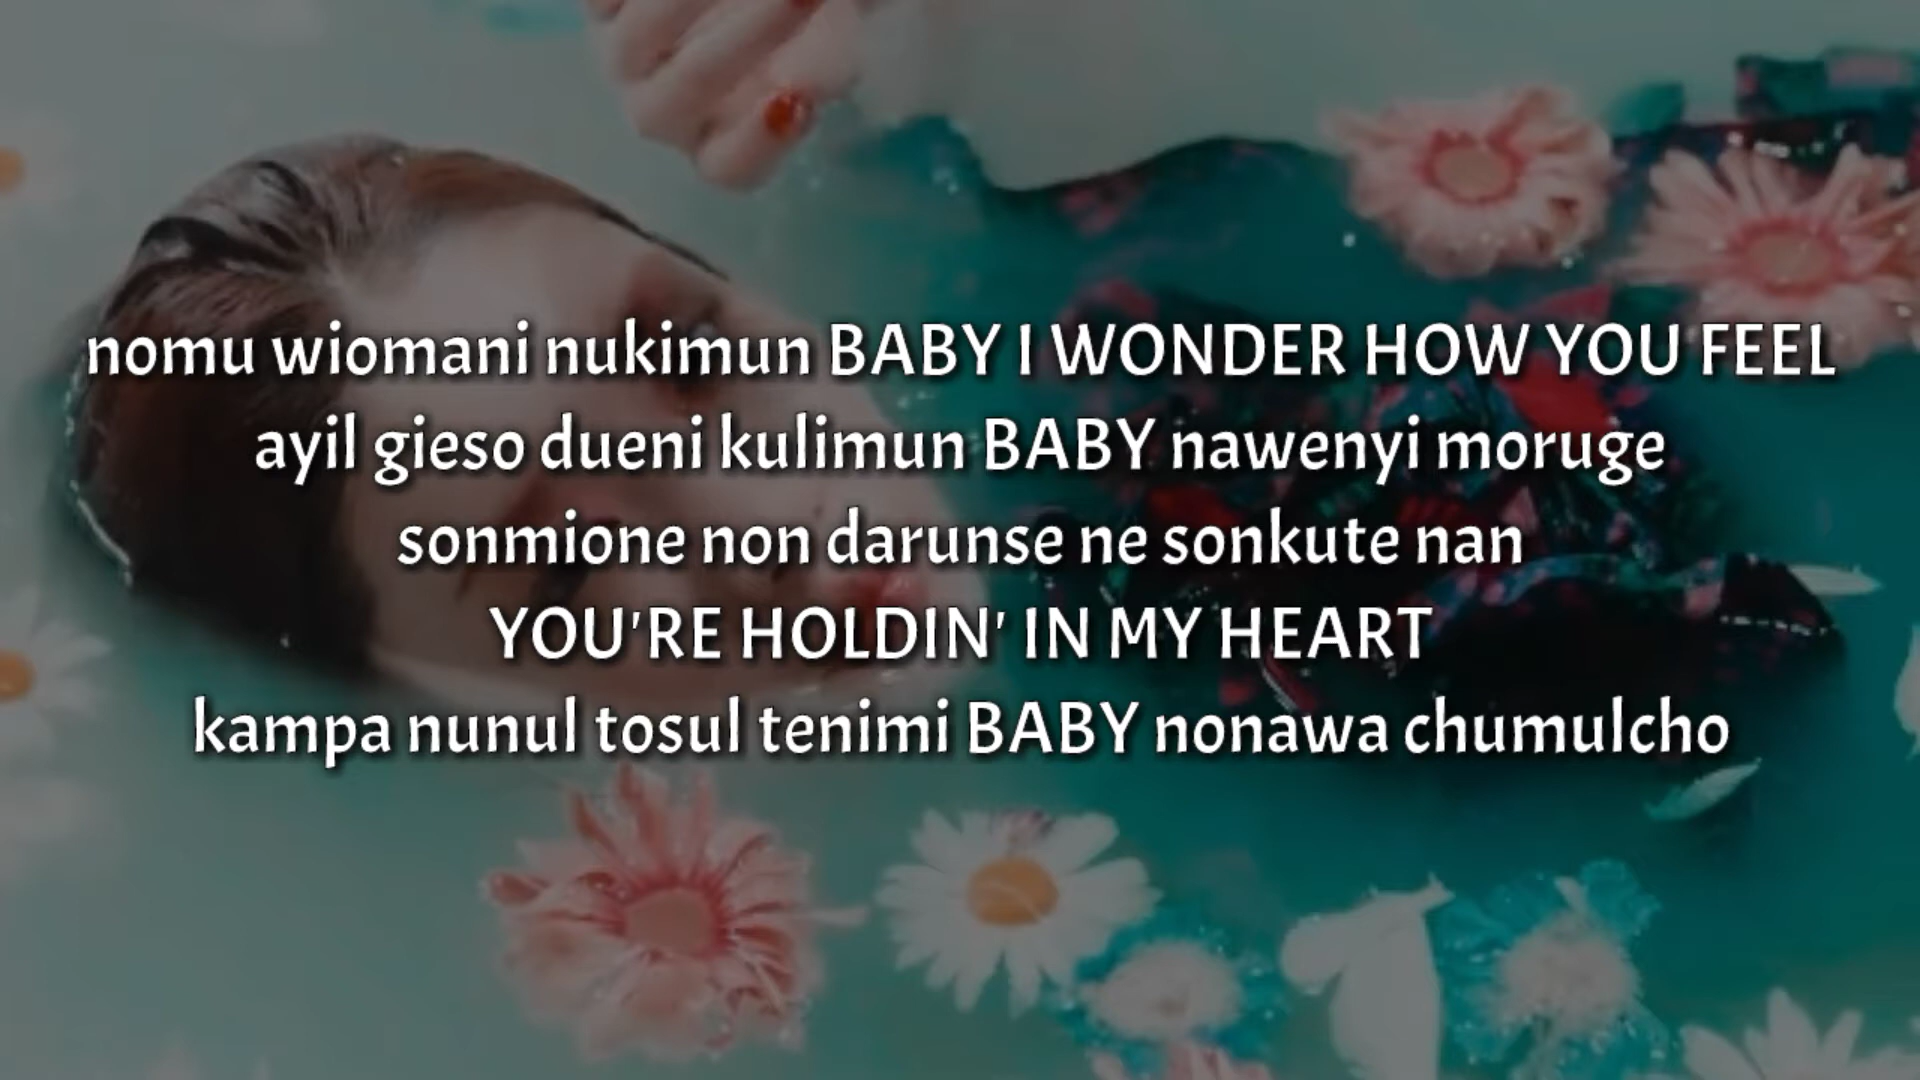 nomu wiomani nukimun BABY I WONDER HOW YOU FEEL
ayil gieso dueni kulimun BABY nawenyi moruge
sonmione non darunse ne sonkute nan
YOU'RE HOLDIN' IN MY HEART
kampa nunul tosul tenimi BABY nonawa chumulcho